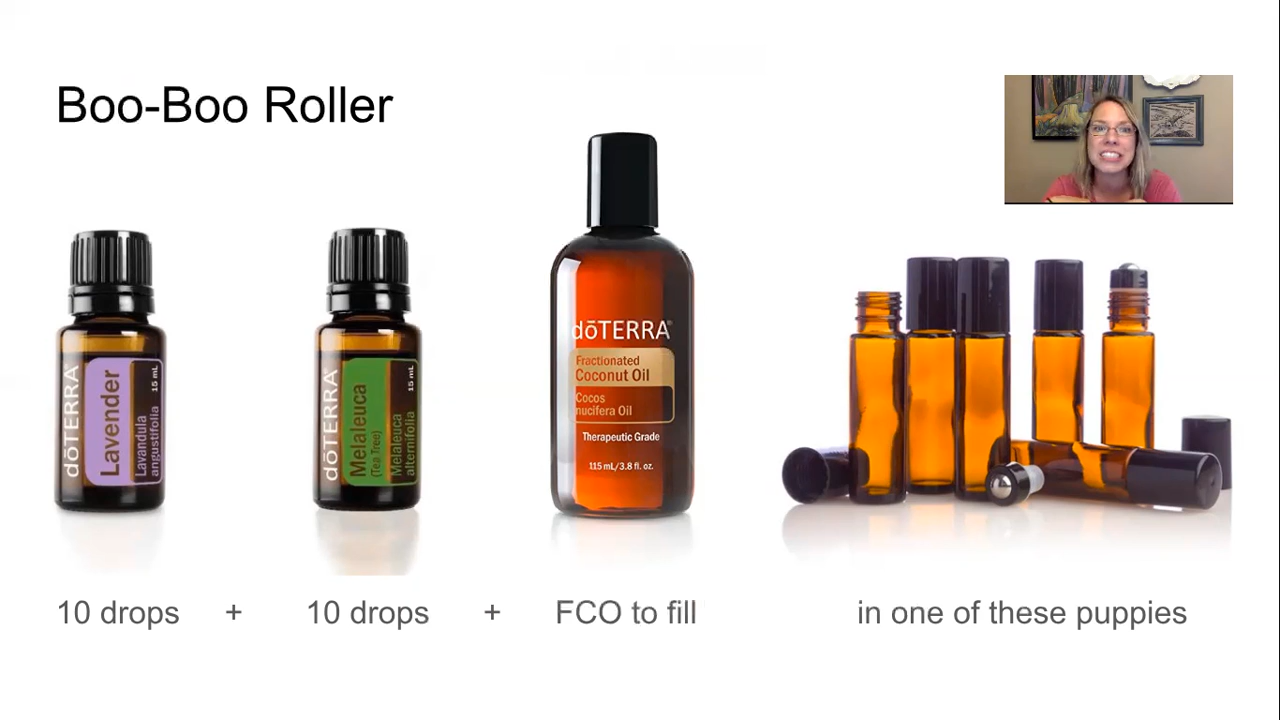 Boo-Boo Roller
dōTERRA
Lavender
Lavandula
angustifolia
15 mL
dōTERRA
Melaleuca
(Tea Tree)
Melaleuca
alternifolia
15 mL
dōTERRA®
Fractionated
Coconut Oil
Cocos
nucifera Oil
Therapeutic Grade
115 mL/3.8 fl. oz.
10 drops + 10 drops + FCO to fill in one of these puppies